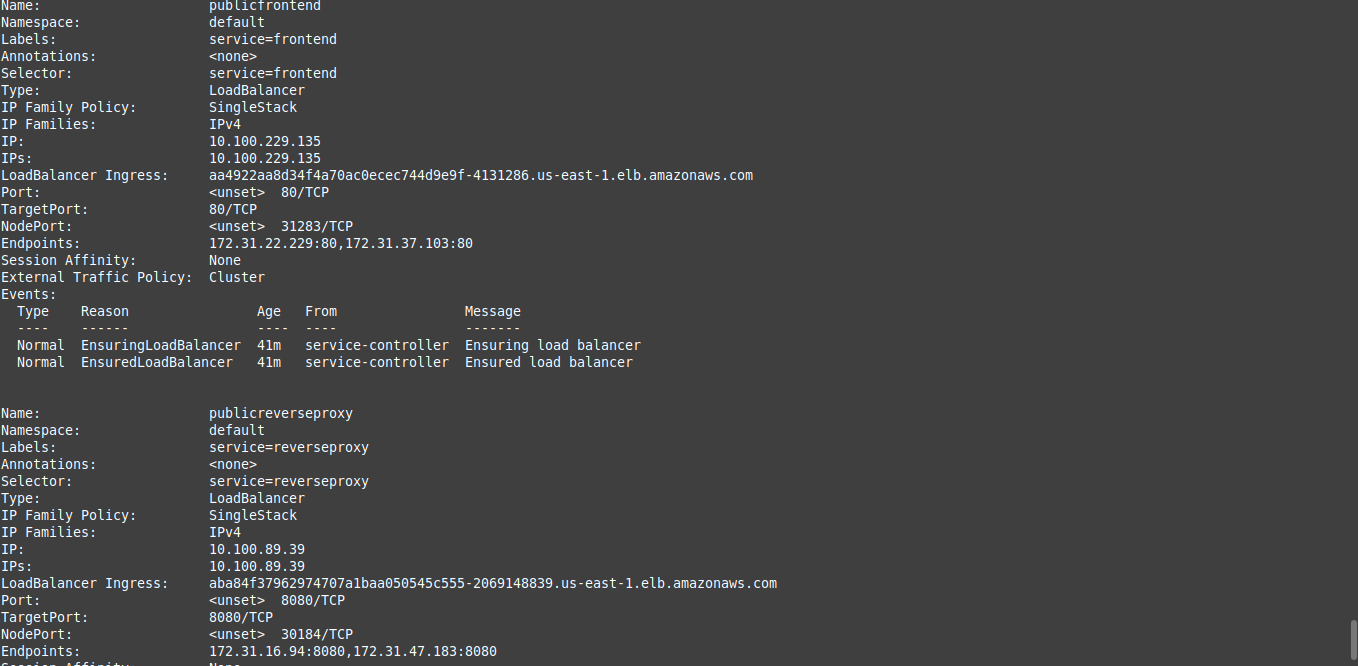 Name:                     publicfrontend
Namespace:                default
Labels:                   service=frontend
Annotations:              <none>
Selector:                 service=frontend
Type:                     LoadBalancer
IP Family Policy:         SingleStack
IP Families:              IPv4
IP:                       10.100.229.135
IPs:                      10.100.229.135
LoadBalancer Ingress:     aa4922aa8d34f4a70ac0ecec744d9e9f-4131286.us-east-1.elb.amazonaws.com
Port:                     <unset>  80/TCP
TargetPort:               80/TCP
NodePort:                 <unset>  31283/TCP
Endpoints:                172.31.22.229:80,172.31.37.103:80
Session Affinity:         None
External Traffic Policy:  Cluster
Events:
  Type    Reason                Age   From                Message
  ----    ------                ----  ----                -------
  Normal  EnsuringLoadBalancer  41m   service-controller  Ensuring load balancer
  Normal  EnsuredLoadBalancer   41m   service-controller  Ensured load balancer
Name:                     publicreverseproxy
Namespace:                default
Labels:                   service=reverseproxy
Annotations:              <none>
Selector:                 service=reverseproxy
Type:                     LoadBalancer
IP Family Policy:         SingleStack
IP Families:              IPv4
IP:                       10.100.89.39
IPs:                      10.100.89.39
LoadBalancer Ingress:     aba84f37962974707a1baa050545c555-2069148839.us-east-1.elb.amazonaws.com
Port:                     <unset>  8080/TCP
TargetPort:               8080/TCP
NodePort:                 <unset>  30184/TCP
Endpoints:                172.31.16.94:8080,172.31.47.183:8080
Session Affinity:         None